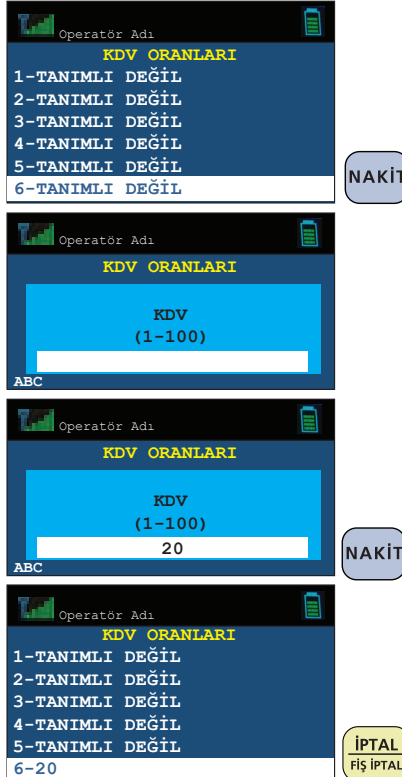 Operatör Adı
KDV ORANLARI
1-TANIMLI DEĞİL
2-TANIMLI DEĞİL
3-TANIMLI DEĞİL
4-TANIMLI DEĞİL
5-TANIMLI DEĞİL
6-TANIMLI DEĞİL
NAKİT
Operatör Adı
KDV ORANLARI
KDV
(1-100)
ABC
Operatör Adı
KDV ORANLARI
KDV
(1-100)
20
ABC
NAKİT
Operatör Adı
KDV ORANLARI
1-TANIMLI DEĞİL
2-TANIMLI DEĞİL
3-TANIMLI DEĞİL
4-TANIMLI DEĞİL
5-TANIMLI DEĞİL
6-20
İPTAL
FİŞ İPTAL